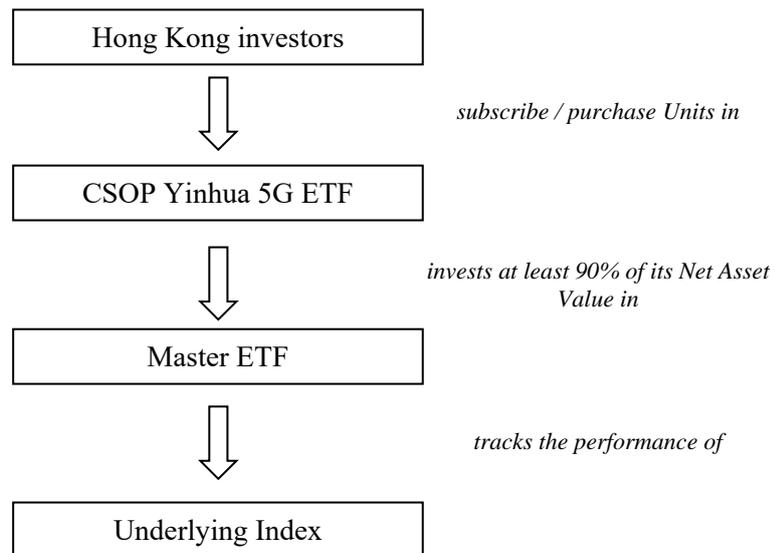 Hong Kong investors
subscribe / purchase Units in
CSOP Yinhua 5G ETF
invests at least 90% of its Net Asset
Value in
Master ETF
tracks the performance of
Underlying Index